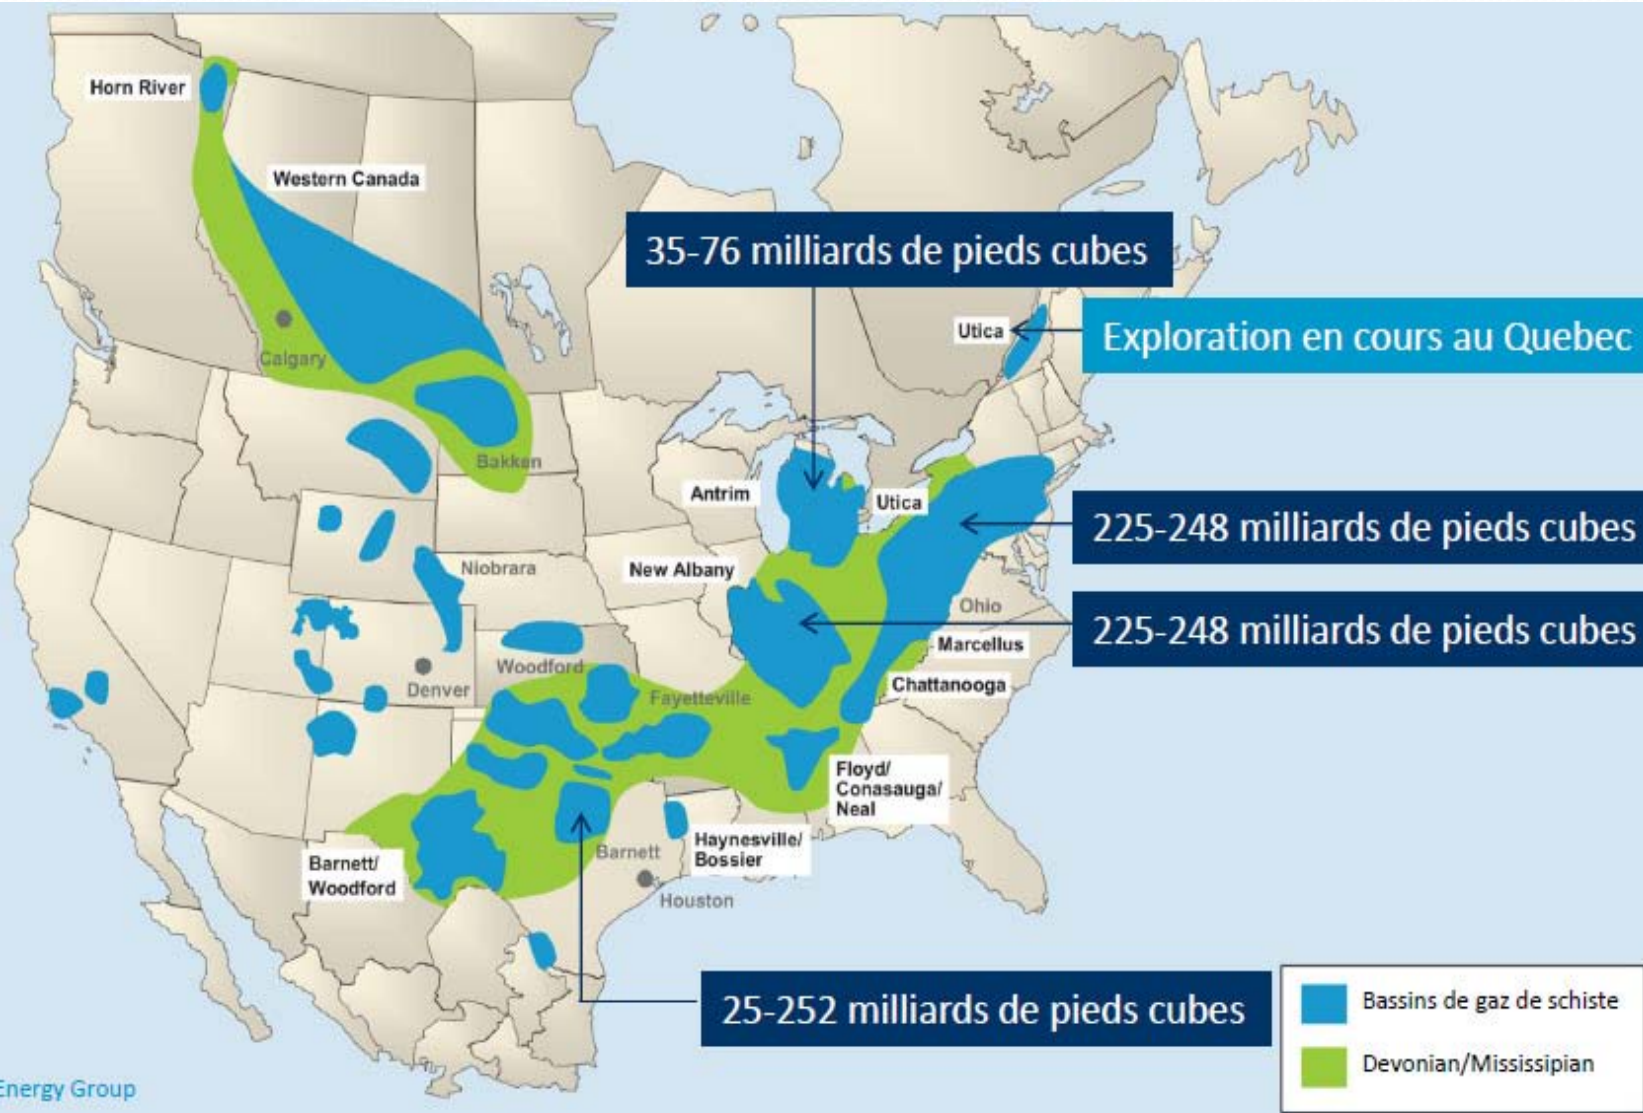 Horn River
Western Canada
35-76 milliards de pieds cubes
Utica
Exploration en cours au Quebec
Calgary
Bakken
Antrim
Utica
225-248 milliards de pieds cubes
Niobrara
New Albany
Ohio
225-248 milliards de pieds cubes
Marcellus
Woodford
Denver
Fayetteville
Chattanooga
Floyd/
Conasauga/
Neal
Barnett/
Woodford
Barnett
Haynesville/
Bossier
Houston
25-252 milliards de pieds cubes
Bassins de gaz de schiste
Devonian/Mississipian
Energy Group